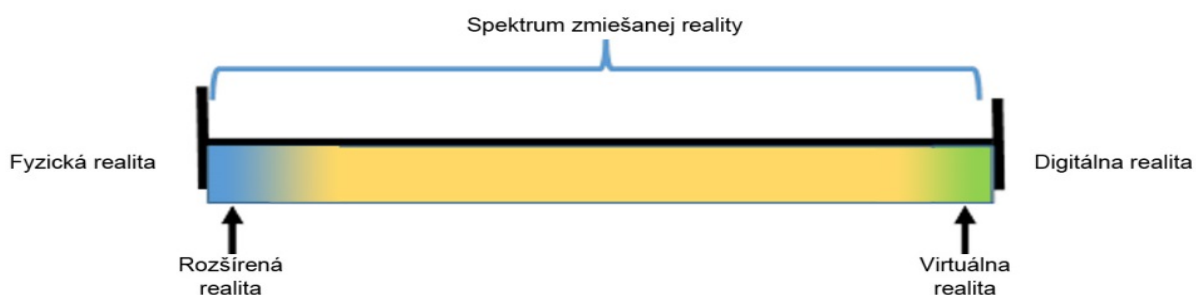 Spektrum zmiešanej reality
Fyzická realita
Digitálna realita
Rozšírená
realita
Virtuálna
realita